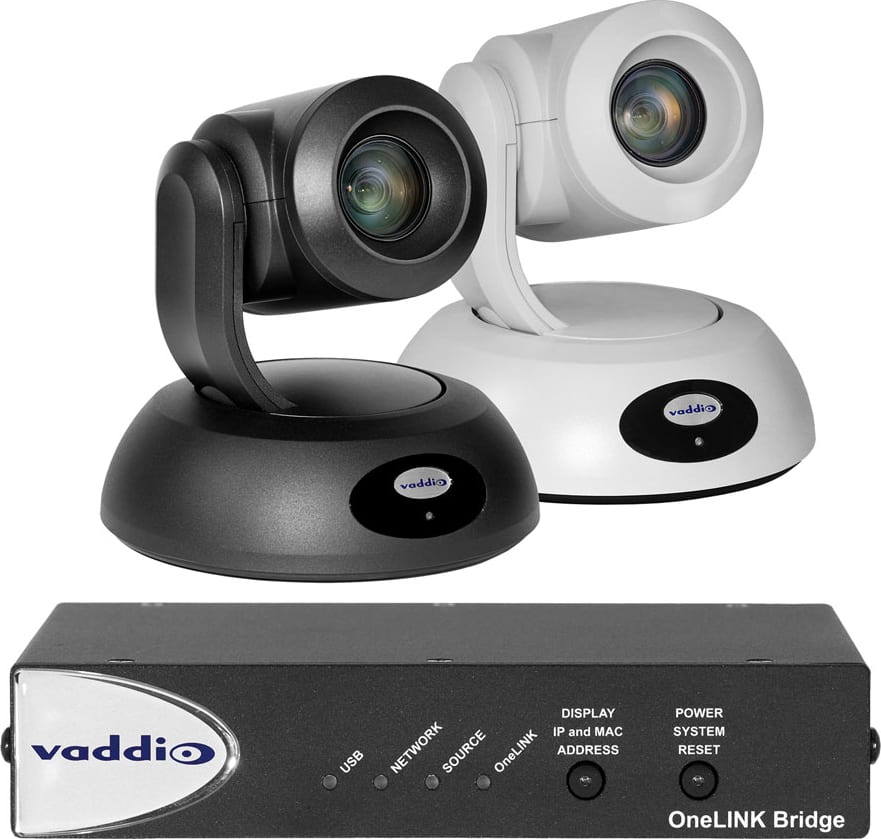 vaddio
vaddio
vaddio
USB
NETWORK
SOURCE
OneLINK
DISPLAY
IP and MAC
ADDRESS
POWER
SYSTEM
RESET
OneLINK Bridge